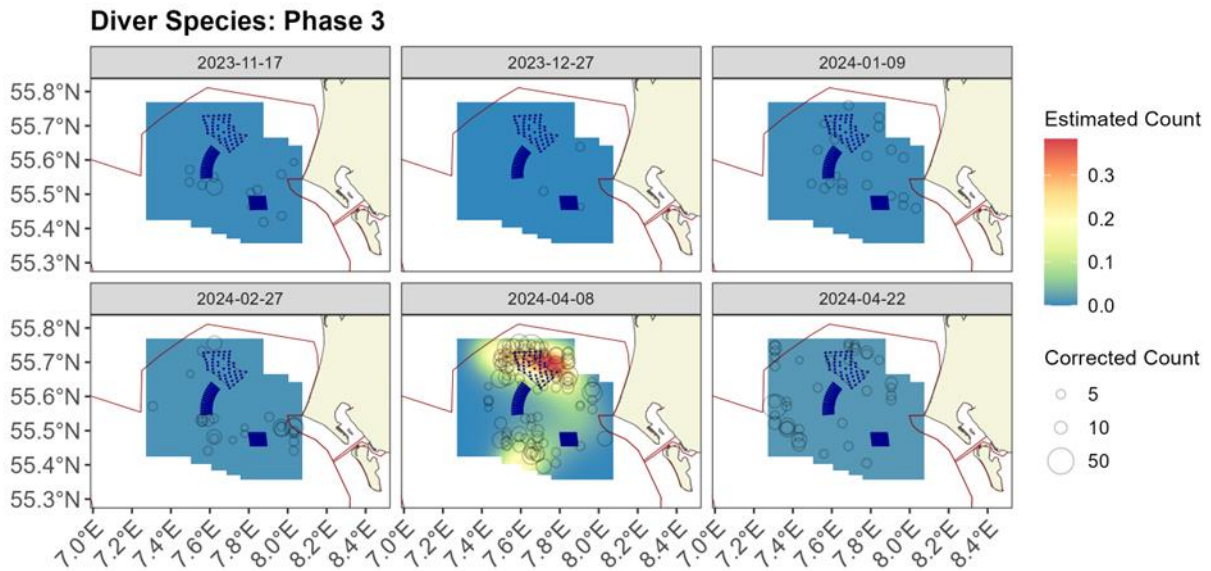 Diver Species: Phase 3
2023-11-17 2023-12-27 2024-01-09
55.8°N
55.7°N
55.6°N
55.5°N
55.4°N
55.3°N
2024-02-27 2024-04-08 2024-04-22
55.8°N
55.7°N
55.6°N
55.5°N
55.4°N
55.3°N
7.0°E 7.2°E 7.4°E 7.6°E 7.8°E 8.0°E 8.2°E 8.4°E 7.0°E 7.2°E 7.4°E 7.6°E 7.8°E 8.0°E 8.2°E 8.4°E 7.0°E 7.2°E 7.4°E 7.6°E 7.8°E 8.0°E 8.2°E 8.4°E
Estimated Count
0.3
0.2
0.1
0.0
Corrected Count
5
10
50